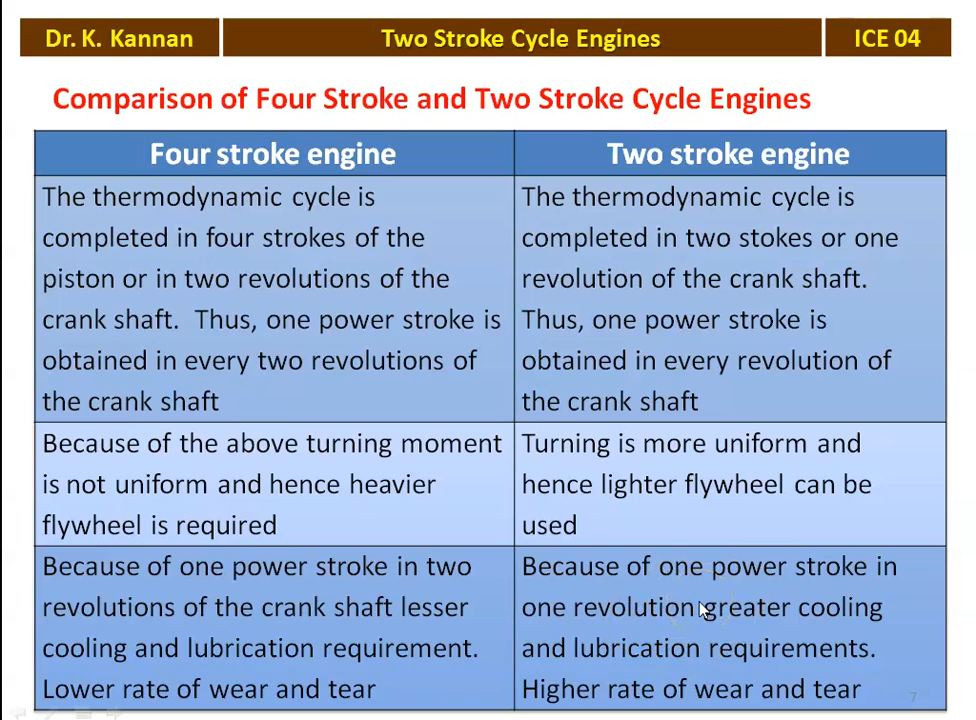 Dr. K. Kannan
Two Stroke Cycle Engines
ICE 04
Comparison of Four Stroke and Two Stroke Cycle Engines
Four stroke engine
Two stroke engine
The thermodynamic cycle is
completed in four strokes of the
piston or in two revolutions of the
crank shaft. Thus, one power stroke is
obtained in every two revolutions of
the crank shaft
The thermodynamic cycle is
completed in two stokes or one
revolution of the crank shaft.
Thus, one power stroke is
obtained in every revolution of
the crank shaft
Because of the above turning moment
is not uniform and hence heavier
flywheel is required
Turning is more uniform and
hence lighter flywheel can be
used
Because of one power stroke in two
revolutions of the crank shaft lesser
cooling and lubrication requirement.
Lower rate of wear and tear
Because of one power stroke in
one revolution greater cooling
and lubrication requirements.
Higher rate of wear and tear
7